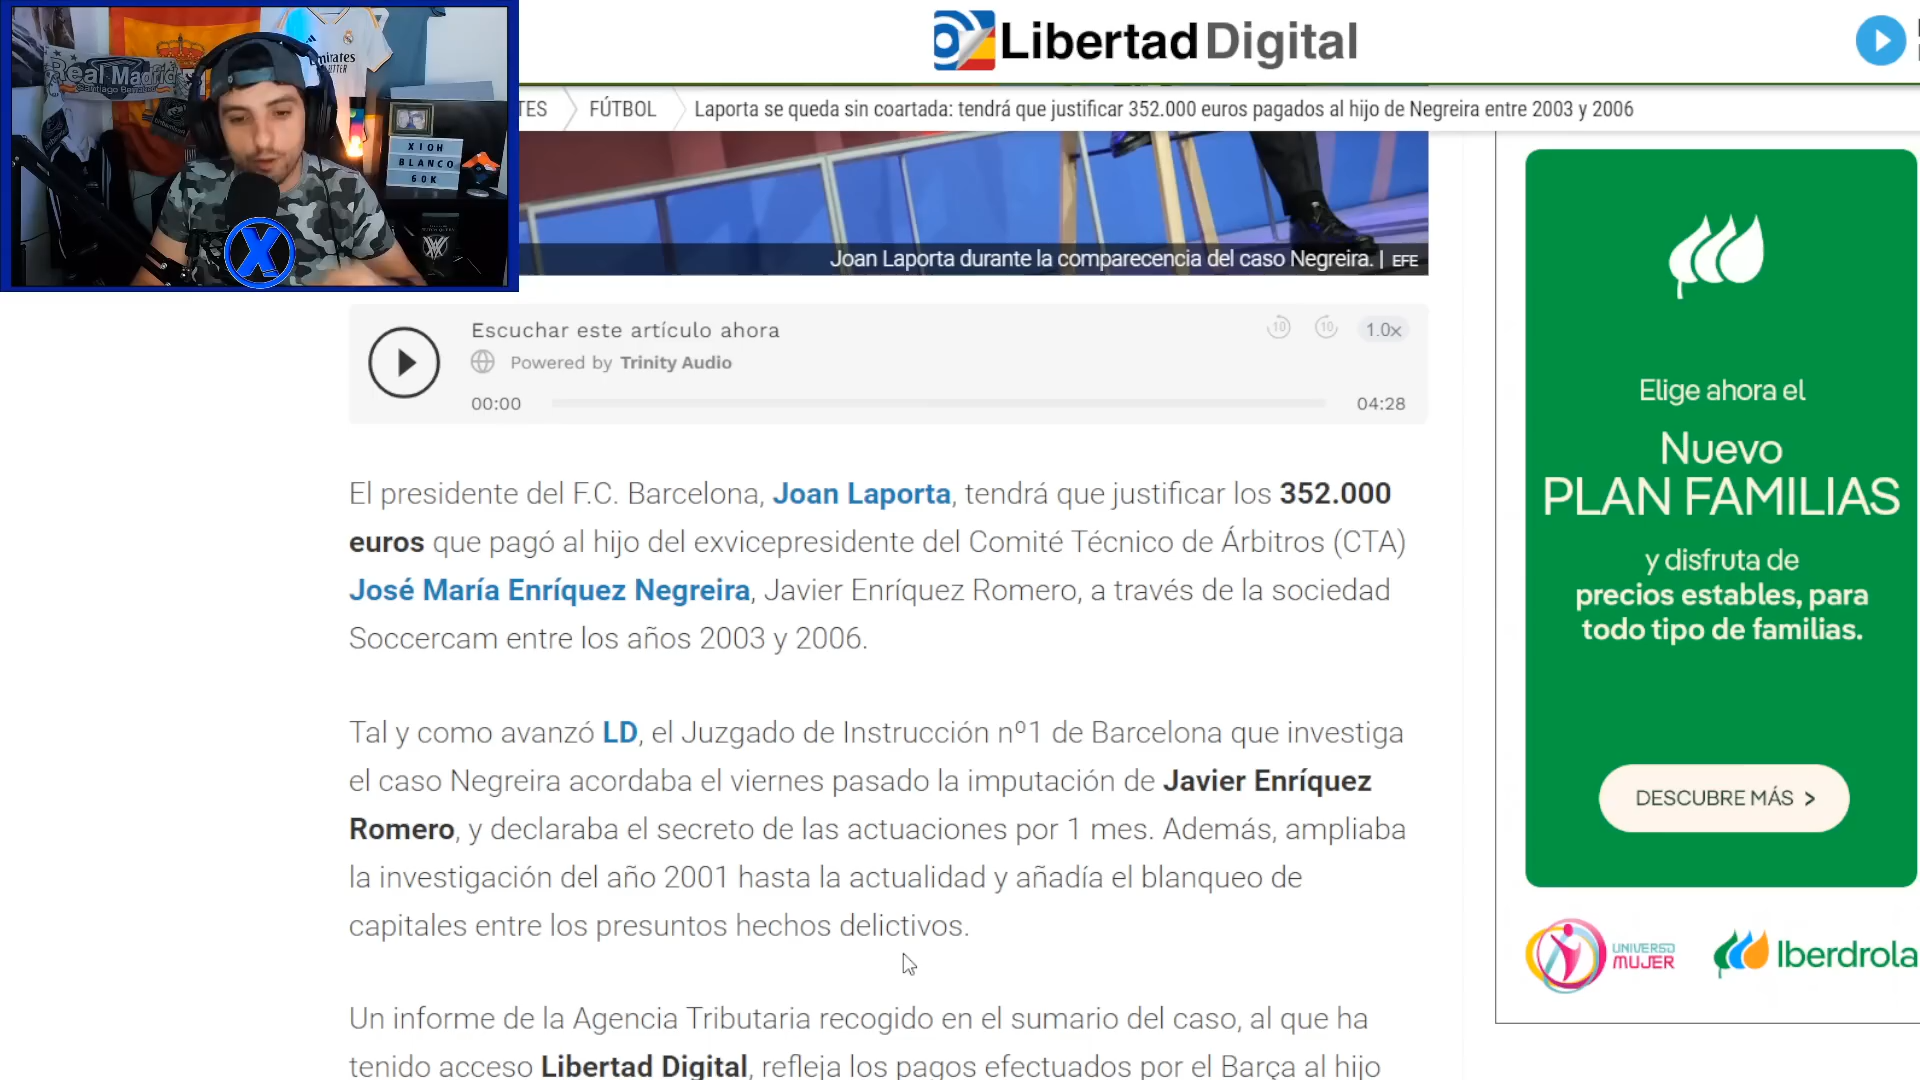 Real Madrid
Santiago Bernabéu
Emirates
FLY BETTER
XIOH
BLANCO
60K
X
Libertad Digital
TES
FÚTBOL
Laporta se queda sin coartada: tendrá que justificar 352.000 euros pagados al hijo de Negreira entre 2003 y 2006
Joan Laporta durante la comparecencia del caso Negreira. | EFE
Escuchar este artículo ahora
10
10
1.0x
Powered by Trinity Audio
00:00
04:28
El presidente del F.C. Barcelona, Joan Laporta, tendrá que justificar los 352.000
euros que pagó al hijo del exvicepresidente del Comité Técnico de Árbitros (CTA)
José María Enríquez Negreira, Javier Enríquez Romero, a través de la sociedad
Soccercam entre los años 2003 y 2006.
Tal y como avanzó LD, el Juzgado de Instrucción nº1 de Barcelona que investiga
el caso Negreira acordaba el viernes pasado la imputación de Javier Enríquez
Romero, y declaraba el secreto de las actuaciones por 1 mes. Además, ampliaba
la investigación del año 2001 hasta la actualidad y añadía el blanqueo de
capitales entre los presuntos hechos delictivos.
Un informe de la Agencia Tributaria recogido en el sumario del caso, al que ha
tenido acceso Libertad Digital, refleja los pagos efectuados por el Barça al hijo
Elige ahora el
Nuevo
PLAN FAMILIAS
y disfruta de
precios estables, para
todo tipo de familias.
DESCUBRE MÁS >
UNIVERSO
MUJER
Iberdrola